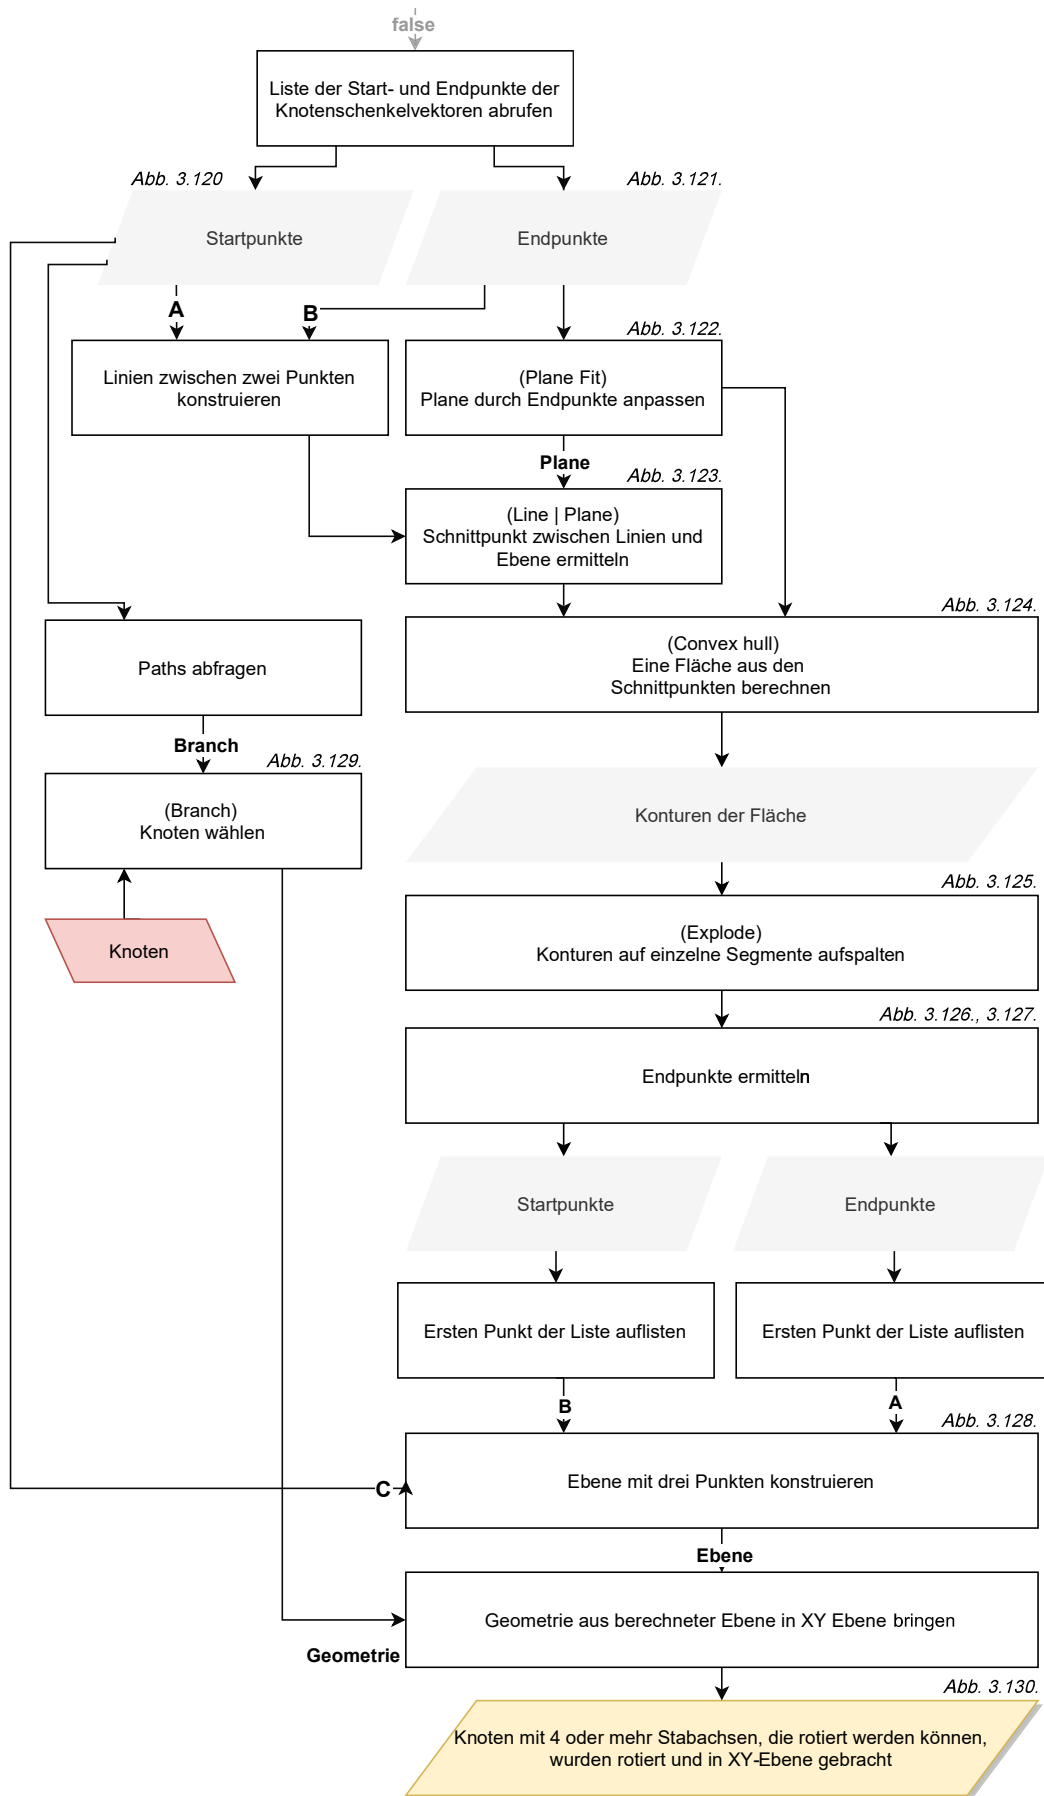 false
Liste der Start- und Endpunkte der
Knotenschenkelvektoren abrufen
Abb. 3.120
Abb. 3.121.
Startpunkte
Endpunkte
A
B
Abb. 3.122.
Linien zwischen zwei Punkten
konstruieren
(Plane Fit)
Plane durch Endpunkte anpassen
Plane
Abb. 3.123.
(Line | Plane)
Schnittpunkt zwischen Linien und
Ebene ermitteln
Abb. 3.124.
Paths abfragen
(Convex hull)
Eine Fläche aus den
Schnittpunkten berechnen
Branch
Abb. 3.129.
(Branch)
Knoten wählen
Konturen der Fläche
Abb. 3.125.
Knoten
(Explode)
Konturen auf einzelne Segmente aufspalten
Abb. 3.126., 3.127.
Endpunkte ermitteln
Startpunkte
Endpunkte
Ersten Punkt der Liste auflisten
Ersten Punkt der Liste auflisten
B
A
Abb. 3.128.
C
Ebene mit drei Punkten konstruieren
Ebene
Geometrie aus berechneter Ebene in XY Ebene bringen
Geometrie
Abb. 3.130.
Knoten mit 4 oder mehr Stabachsen, die rotiert werden können,
wurden rotiert und in XY-Ebene gebracht